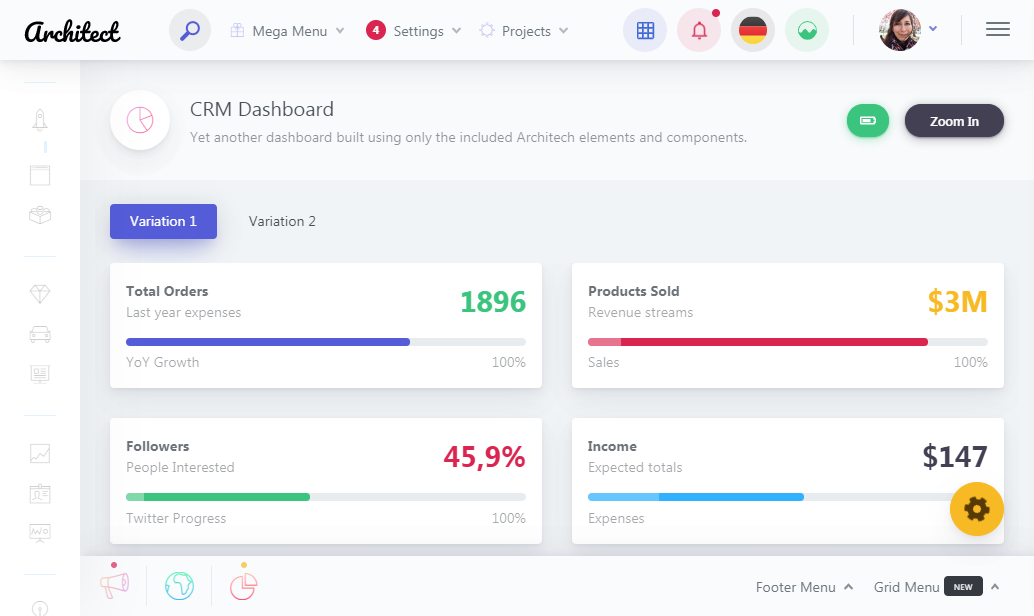 Architect
Mega Menu
4 Settings
Projects
CRM Dashboard
Yet another dashboard built using only the included Architech elements and components.
Zoom In
Variation 1
Variation 2
Total Orders
Last year expenses
1896
YoY Growth
100%
Products Sold
Revenue streams
$3M
Sales
100%
Followers
People Interested
45,9%
Twitter Progress
100%
Income
Expected totals
$147
Expenses
Footer Menu
Grid Menu NEW